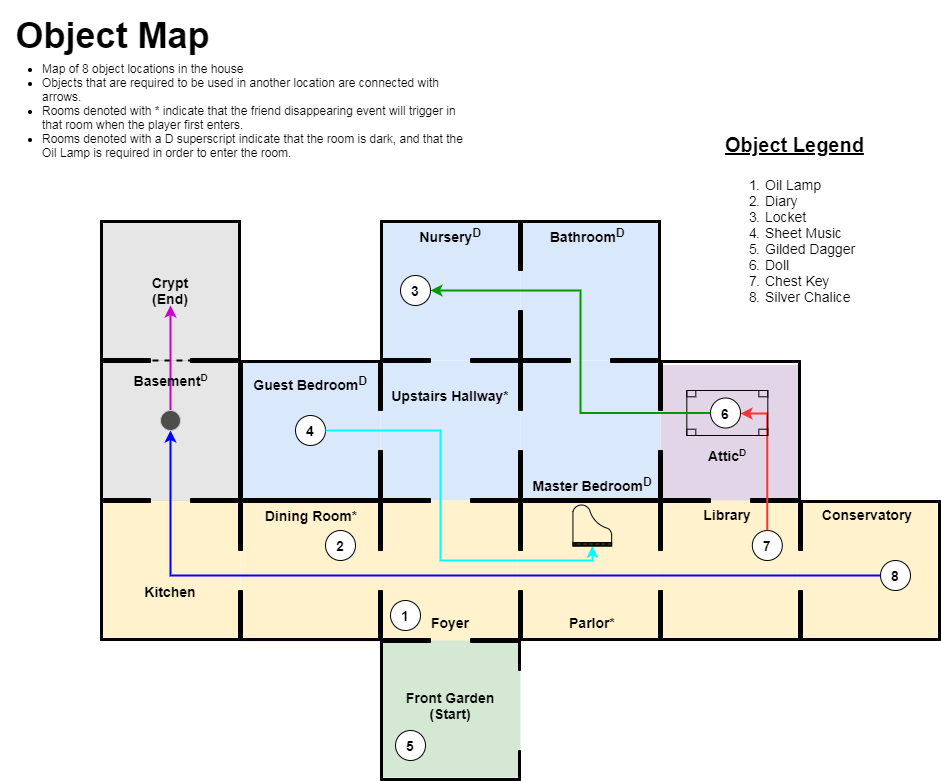 Object Map
• Map of 8 object locations in the house
• Objects that are required to be used in another location are connected with
arrows.
• Rooms denoted with * indicate that the friend disappearing event will trigger in
that room when the player first enters.
• Rooms denoted with a D superscript indicate that the room is dark, and that the
Oil Lamp is required in order to enter the room.
Object Legend
1. Oil Lamp
2. Diary
3. Locket
4. Sheet Music
5. Gilded Dagger
6. Doll
7. Chest Key
8. Silver Chalice
Nursery^D
Bathroom^D
Crypt
(End)
3
Basement^D
Guest Bedroom^D
Upstairs Hallway*
6
4
Attic^D
Master Bedroom^D
Dining Room*
Library
Conservatory
2
7
8
Kitchen
1
Foyer
Parlor*
Front Garden
(Start)
5